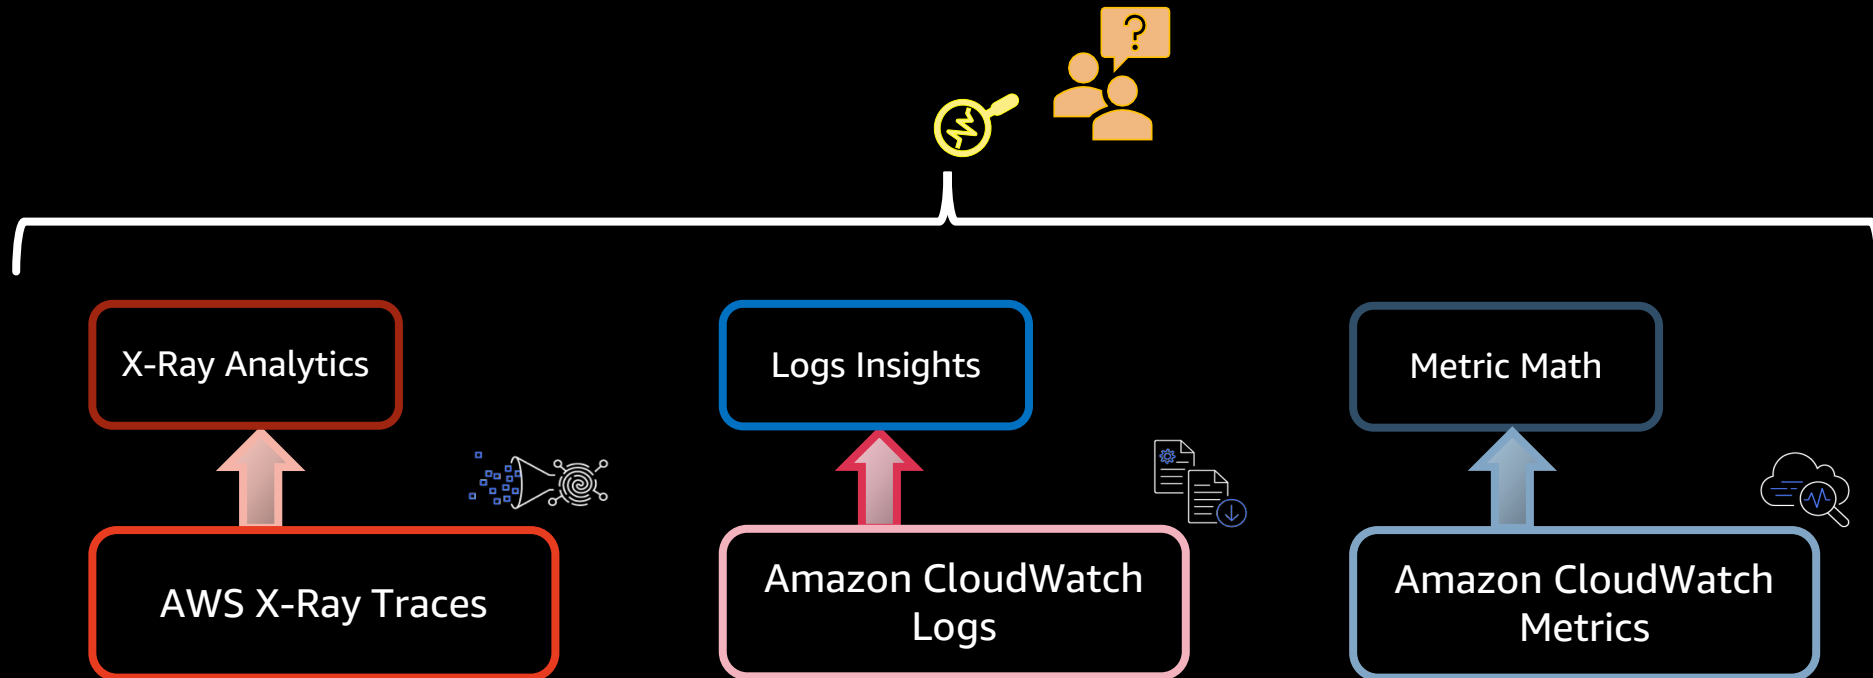 ?
X-Ray Analytics
Logs Insights
Metric Math
AWS X-Ray Traces
Amazon CloudWatch
Logs
Amazon CloudWatch
Metrics